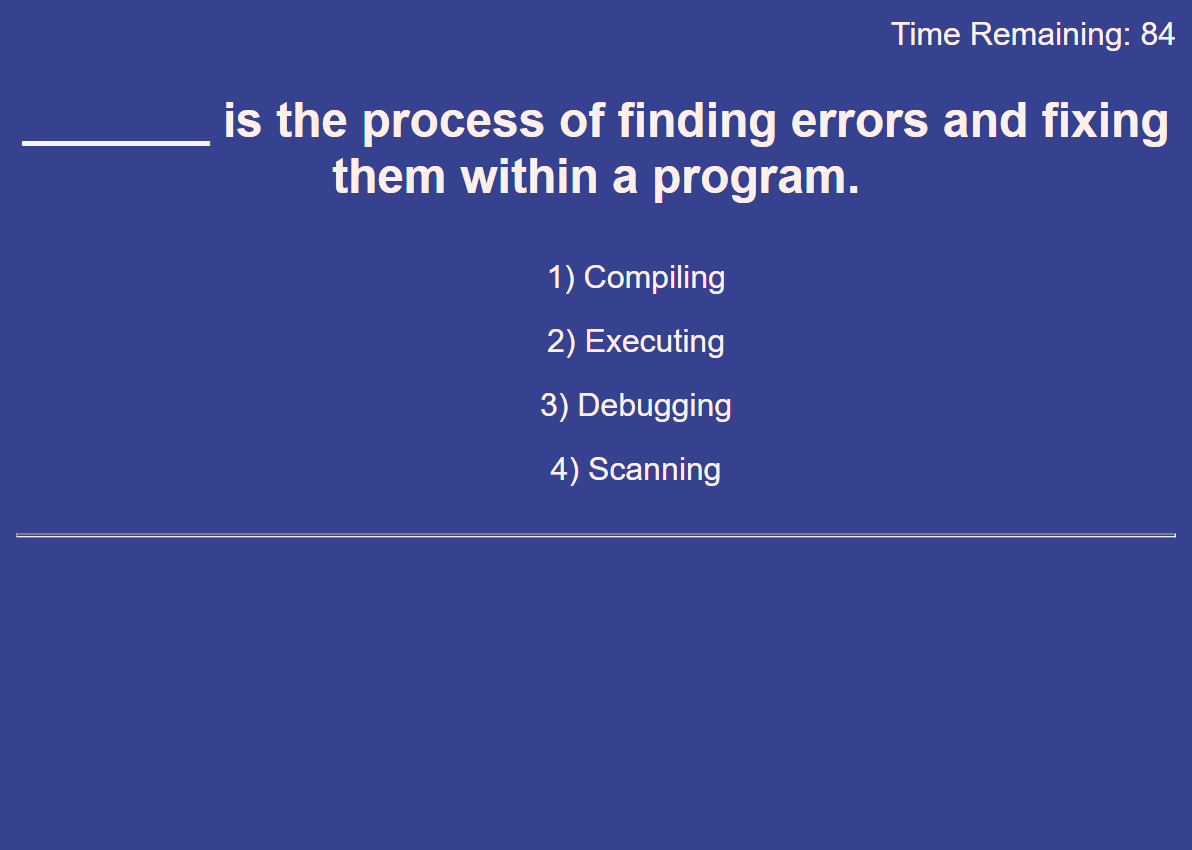 Time Remaining: 84
________ is the process of finding errors and fixing
them within a program.
1) Compiling
2) Executing
3) Debugging
4) Scanning